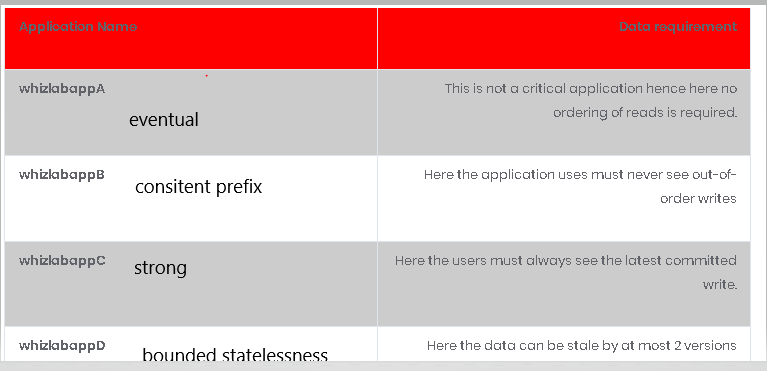 Application Name
Data requirement
whizlabappA
This is not a critical application hence here no
ordering of reads is required.
eventual
whizlabappB
Here the application uses must never see out-of-
order writes
consitent prefix
whizlabappC
Here the users must always see the latest committed
write.
strong
whizlabappD
Here the data can be stale by at most 2 versions
bounded statelessness